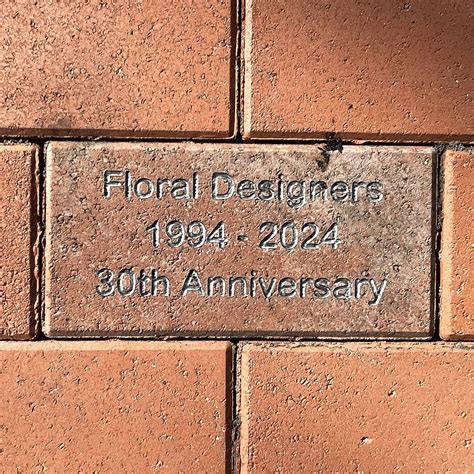 Floral Designers
1994 - 2024
30th Anniversary